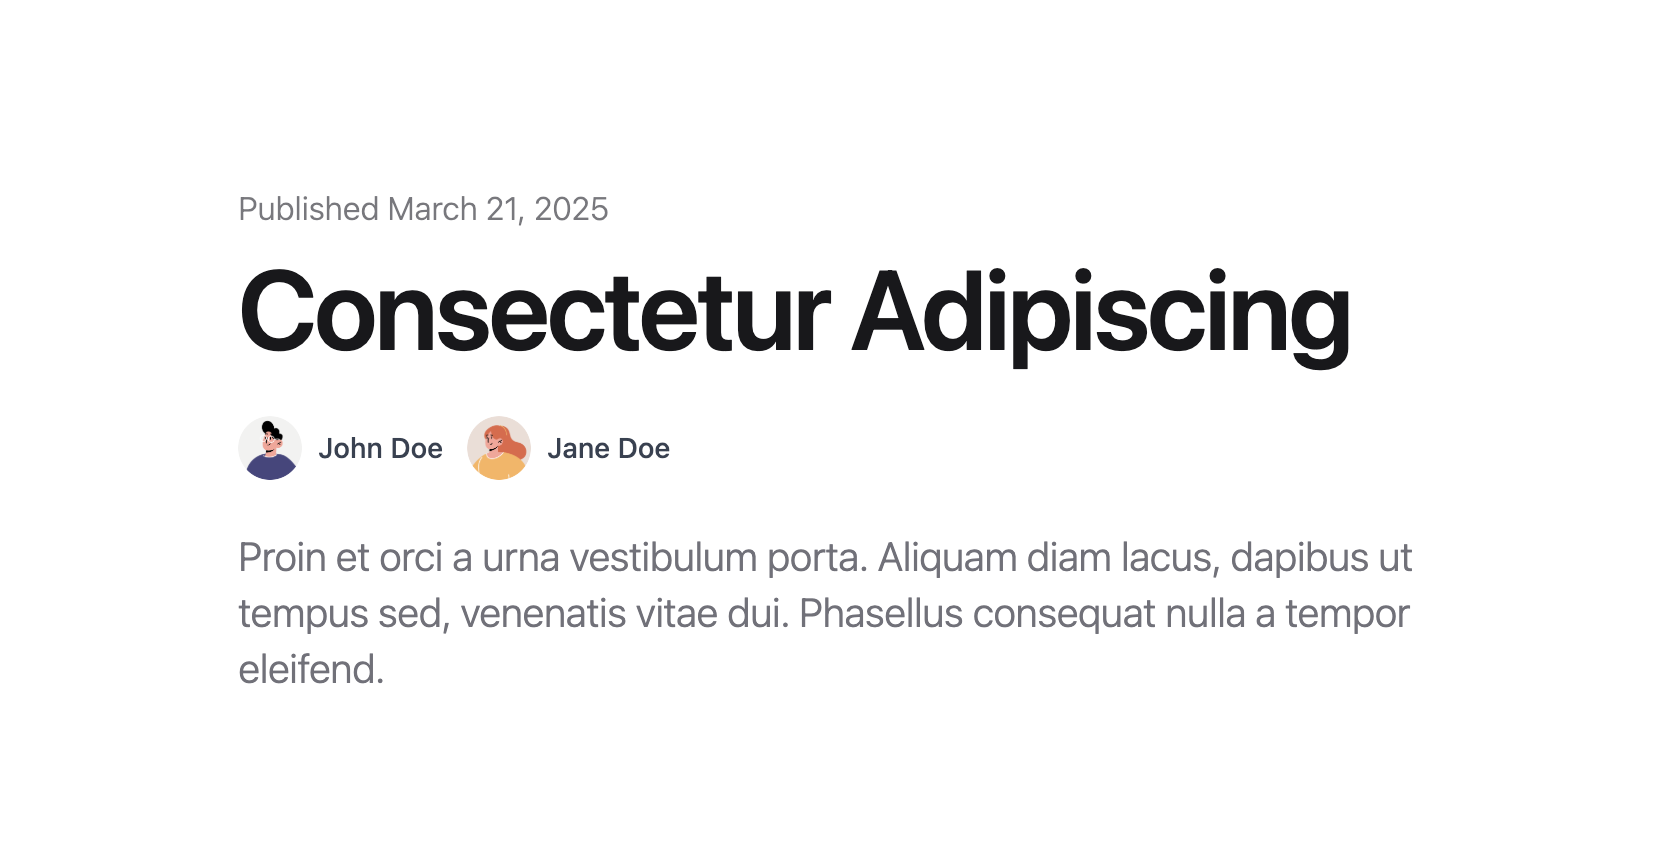 Published March 21, 2025
Consectetur Adipiscing
John Doe Jane Doe
Proin et orci a urna vestibulum porta. Aliquam diam lacus, dapibus ut
tempus sed, venenatis vitae dui. Phasellus consequat nulla a tempor
eleifend.